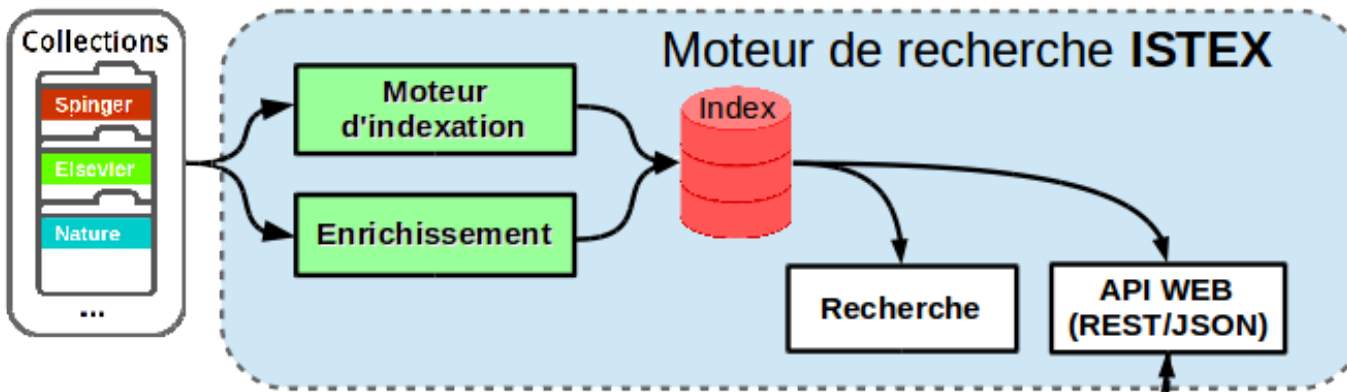 Collections
Spinger
Elsevier
Nature
...
Moteur de recherche ISTEX
Moteur
d'indexation
Enrichissement
Index
Recherche
API WEB
(REST/JSON)